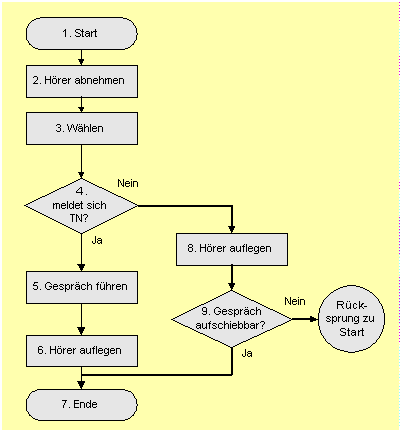 1. Start
2. Hörer abnehmen
3. Wählen
4.
meldet sich
TN?
Nein
Ja
5. Gespräch führen
6. Hörer auflegen
7. Ende
8. Hörer auflegen
9. Gespräch
aufschiebbar?
Nein
Ja
Rück-
sprung zu
Start